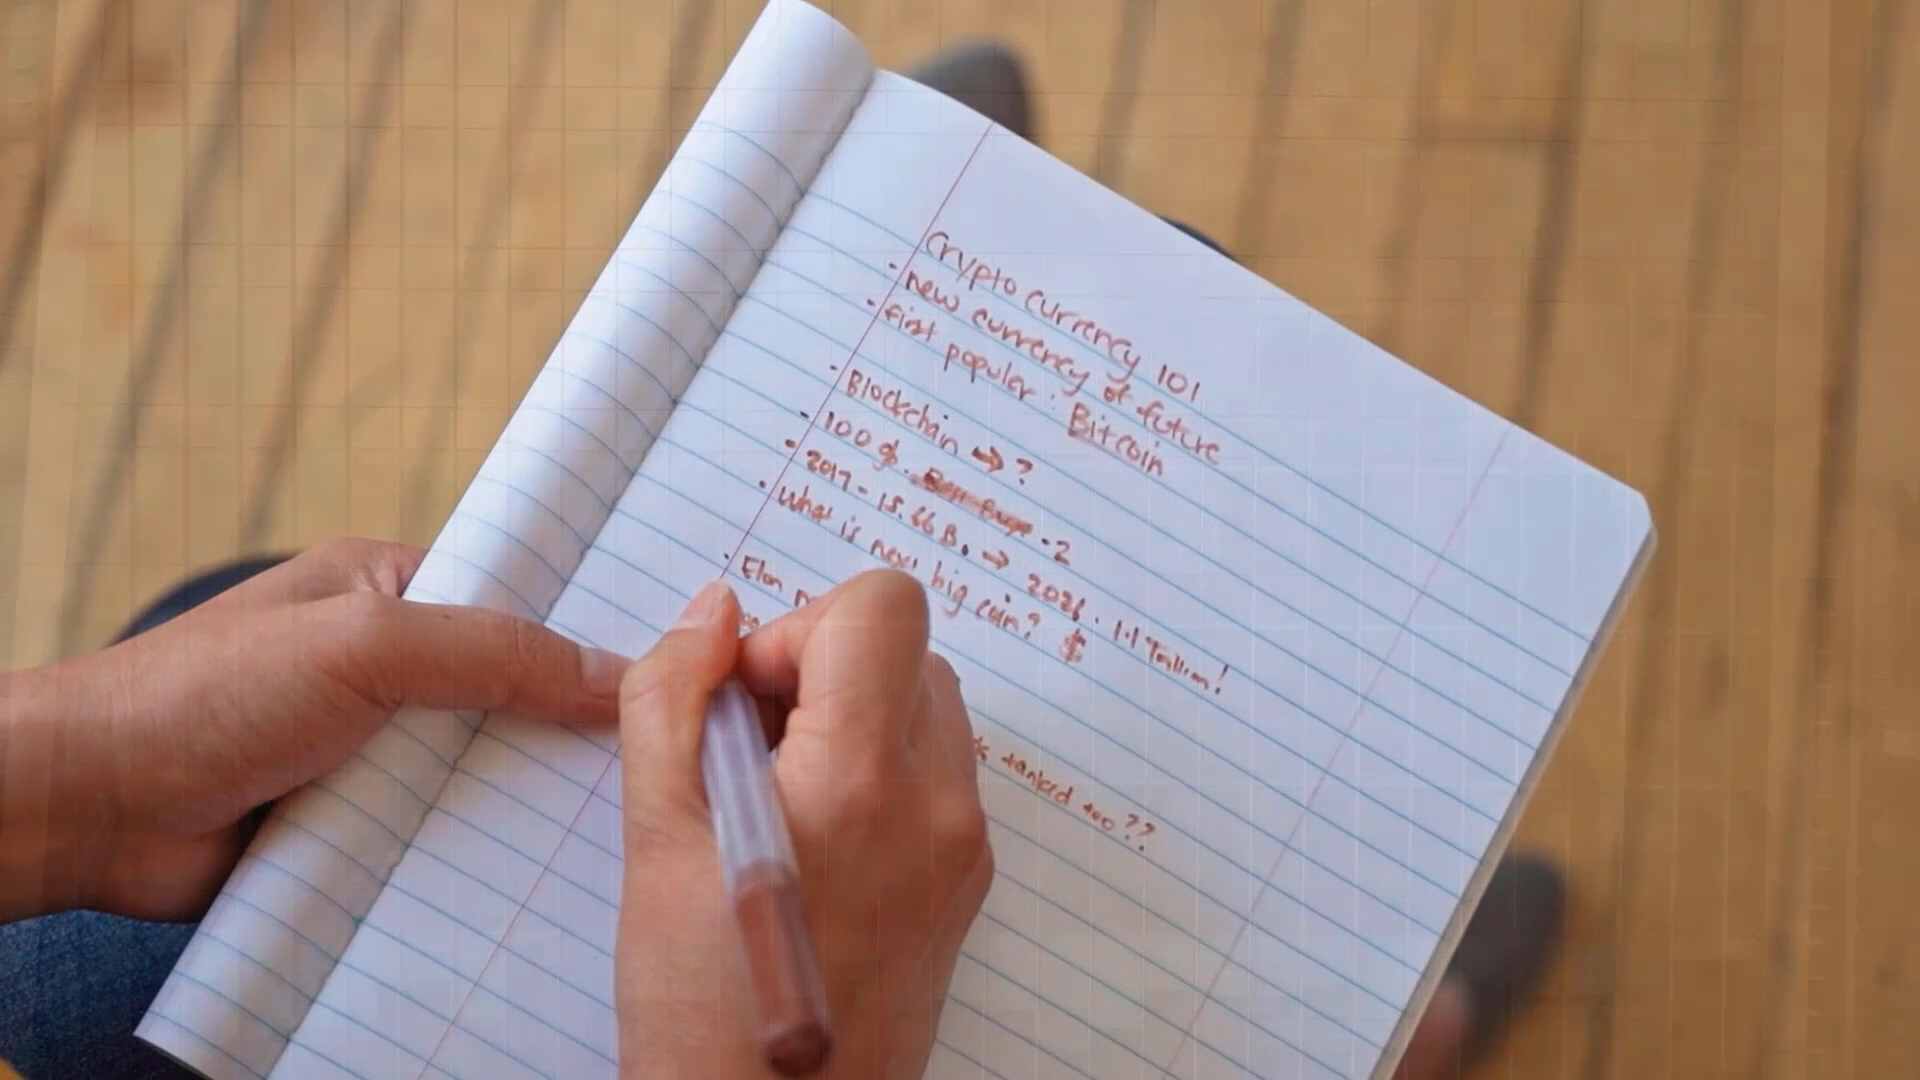 Crypto currency 101
· new currency of future
· first populer : Bitcoin
· Blockchain → ?
· 100 $. · 2
· 2017 - 15.66 B. → 2026 · 1.1 Trillion!
· What is next big coin? $
· Elon
tanked too ??